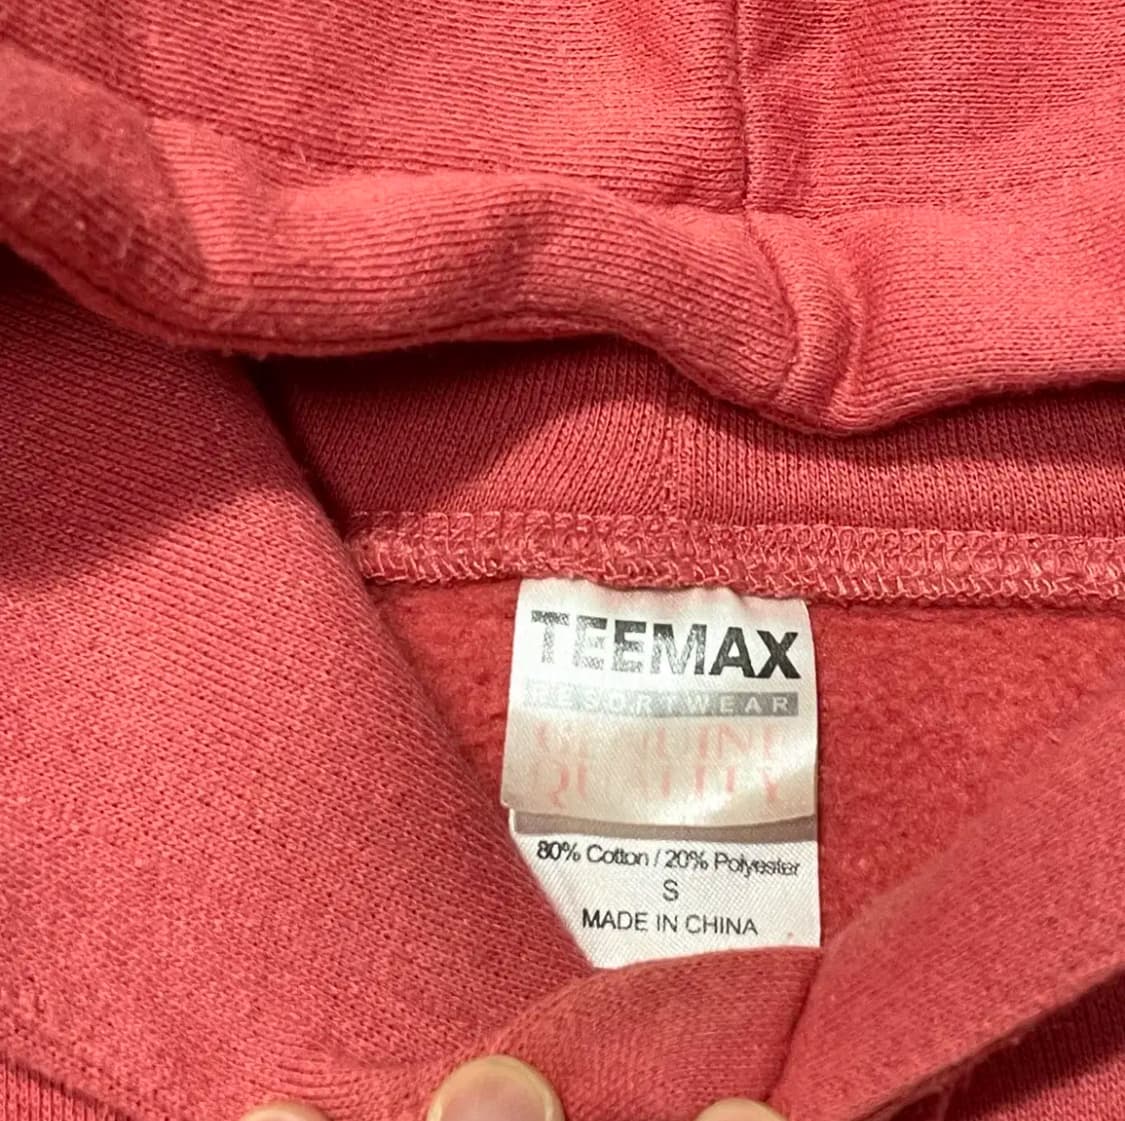 TEEMAX
RESORTWEAR
GENUINE
QUALITY
80% Cotton / 20% Polyester
S
MADE IN CHINA